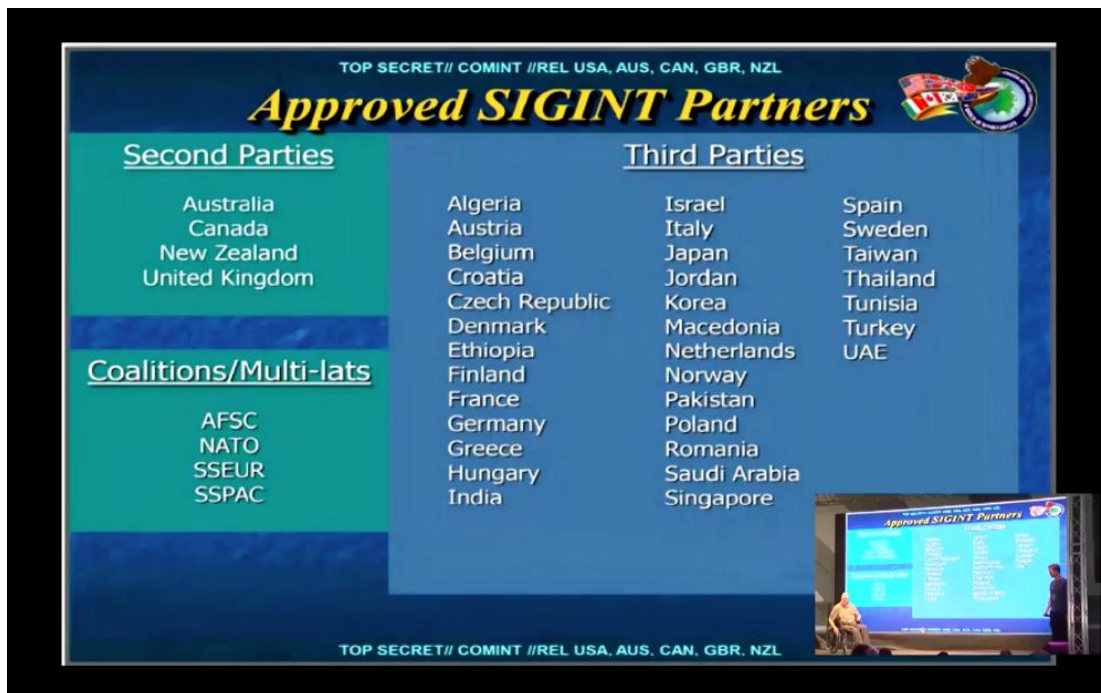 TOP SECRET// COMINT //REL USA, AUS, CAN, GBR, NZL
Approved SIGINT Partners
Second Parties
Australia
Canada
New Zealand
United Kingdom
Coalitions/Multi-lats
AFSC
NATO
SSEUR
SSPAC
Third Parties
Algeria
Austria
Belgium
Croatia
Czech Republic
Denmark
Ethiopia
Finland
France
Germany
Greece
Hungary
India
Israel
Italy
Japan
Jordan
Korea
Macedonia
Netherlands
Norway
Pakistan
Poland
Romania
Saudi Arabia
Singapore
Spain
Sweden
Taiwan
Thailand
Tunisia
Turkey
UAE
Approved SIGINT Partners
TOP SECRET// COMINT //REL USA, AUS. CAN. GBR. NZL